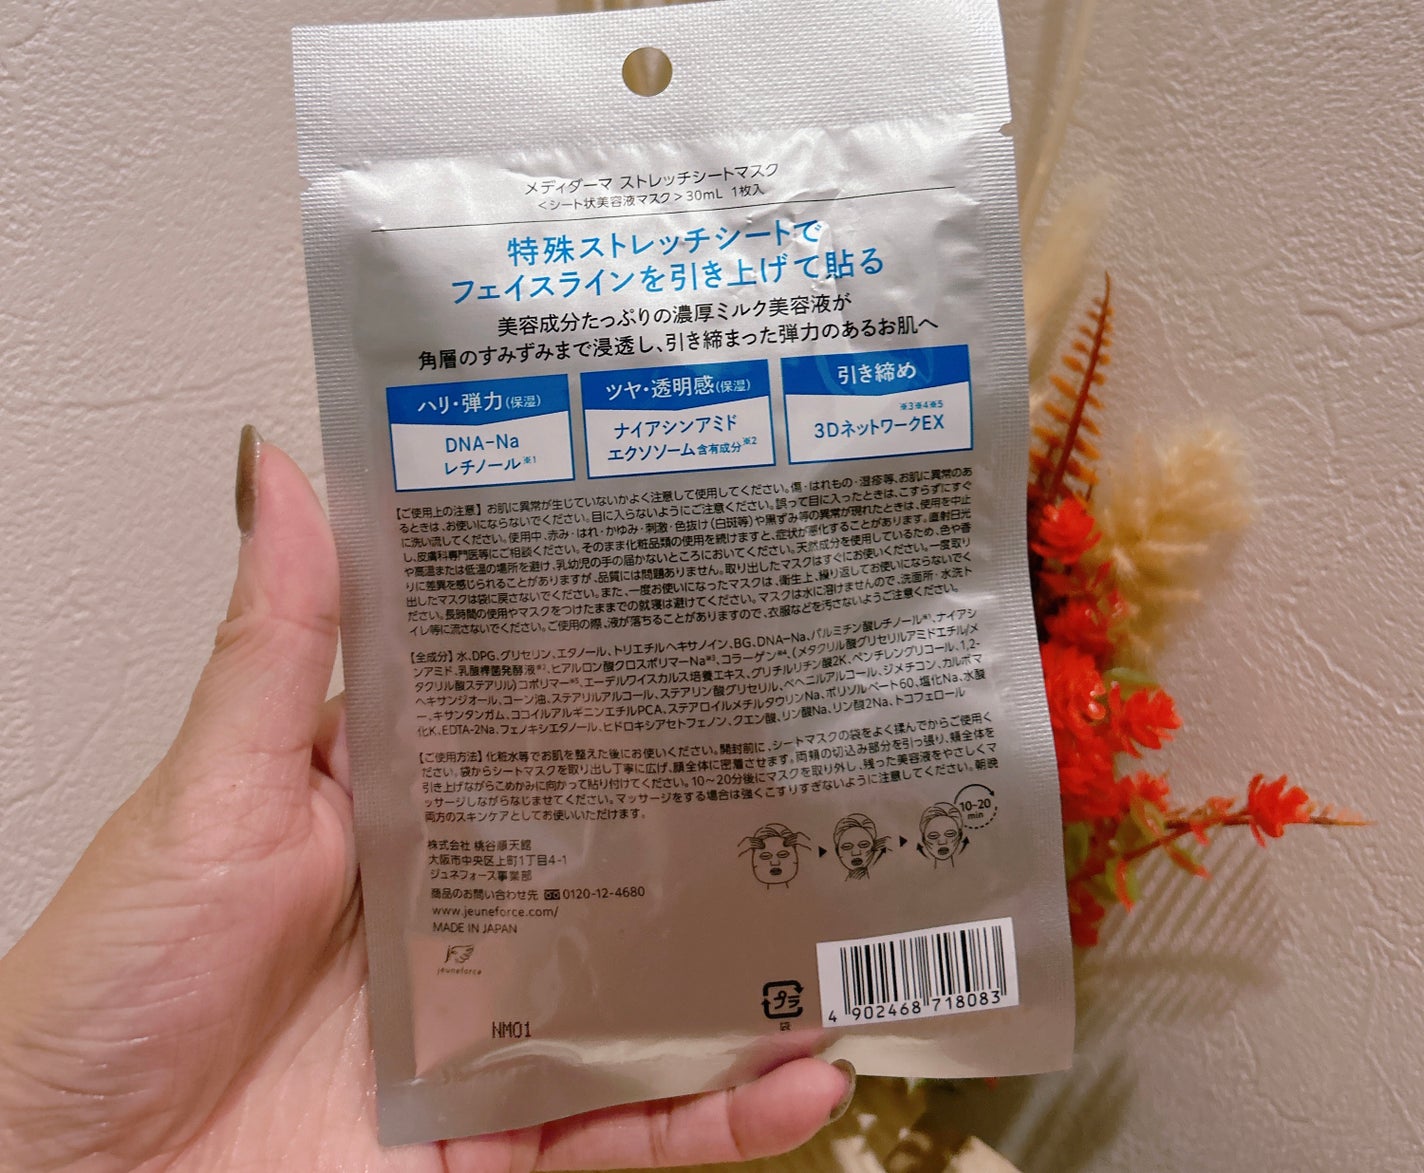 メディダーマ ストレッチシートマスク
＜シート状美容液マスク＞30mL 1枚入
特殊ストレッチシートで
フェイスラインを引き上げて貼る
美容成分たっぷりの濃厚ミルク美容液が
角層のすみずみまで浸透し、引き締まった弾力のあるお肌へ
ハリ・弾力(保湿)
DNA-Na
レチノール※1
ツヤ・透明感(保湿)
ナイアシンアミド
エクソソーム含有成分※2
引き締め
※3※4※5
3DネットワークEX
【ご使用上の注意】お肌に異常が生じていないかよく注意して使用してください。傷・はれもの・湿疹等、お肌に異常のあ
るときは、お使いにならないでください。目に入らないようにご注意ください。誤って目に入ったときは、こすらずにすぐ
に洗い流してください。使用中、赤み・はれ・かゆみ・刺激・色抜け(白斑等)や黒ずみ等の異常が現れたときは、使用を中止
し、皮膚科専門医等にご相談ください。そのまま化粧品類の使用を続けますと、症状が悪化することがあります。直射日光
や高温または低温の場所を避け、乳幼児の手の届かないところにおいてください。天然成分を使用しているため、色や香
りに差異を感じられることがありますが、品質には問題ありません。取り出したマスクはすぐにお使いください。一度取り
出したマスクは袋に戻さないでください。また、一度お使いになったマスクは、衛生上、繰り返してお使いにならないでく
ださい。長時間の使用やマスクをつけたままでの就寝は避けてください。マスクは水に溶けませんので、洗面所・水洗ト
イレ等に流さないでください。ご使用の際、液が落ちることがありますので、衣服などを汚さないようご注意ください。
【全成分】水、DPG、グリセリン、エタノール、トリエチルヘキサノイン、BG、DNA-Na、パルミチン酸レチノール※1、ナイアシ
ンアミド、乳酸桿菌発酵液※2、ヒアルロン酸クロスポリマーNa※3、コラーゲン※4、(メタクリル酸グリセリルアミドエチル/メ
タクリル酸ステアリル)コポリマー※5、エーデルワイスカルス培養エキス、グリチルリチン酸2K、ペンチレングリコール、1,2-
ヘキサンジオール、コーン油、ステアリルアルコール、ステアリン酸グリセリル、ベヘニルアルコール、ジメチコン、カルボマ
ー、キサンタンガム、ココイルアルギニンエチルPCA、ステアロイルメチルタウリンNa、ポリソルベート60、塩化Na、水酸
化K、EDTA-2Na、フェノキシエタノール、ヒドロキシアセトフェノン、クエン酸、リン酸Na、リン酸2Na、トコフェロール
【ご使用方法】化粧水等でお肌を整えた後にお使いください。開封前に、シートマスクの袋をよく揉んでからご使用く
ださい。袋からシートマスクを取り出し丁寧に広げ、顔全体に密着させます。両頬の切込み部分を引っ張り、頬全体を
引き上げながらこめかみに向かって貼り付けてください。10～20分後にマスクを取り外し、残った美容液をやさしくマ
ッサージしながらなじませてください。マッサージをする場合は強くこすりすぎないように注意してください。朝晩
両方のスキンケアとしてお使いいただけます。
10~20
min
株式会社 桃谷順天館
大阪市中央区上町1丁目4-1
ジュネフォース事業部
商品のお問い合わせ先 0120-12-4680
www.jeuneforce.com/
MADE IN JAPAN
jeuneforce
NM01
プラ
袋
4 902468 718083